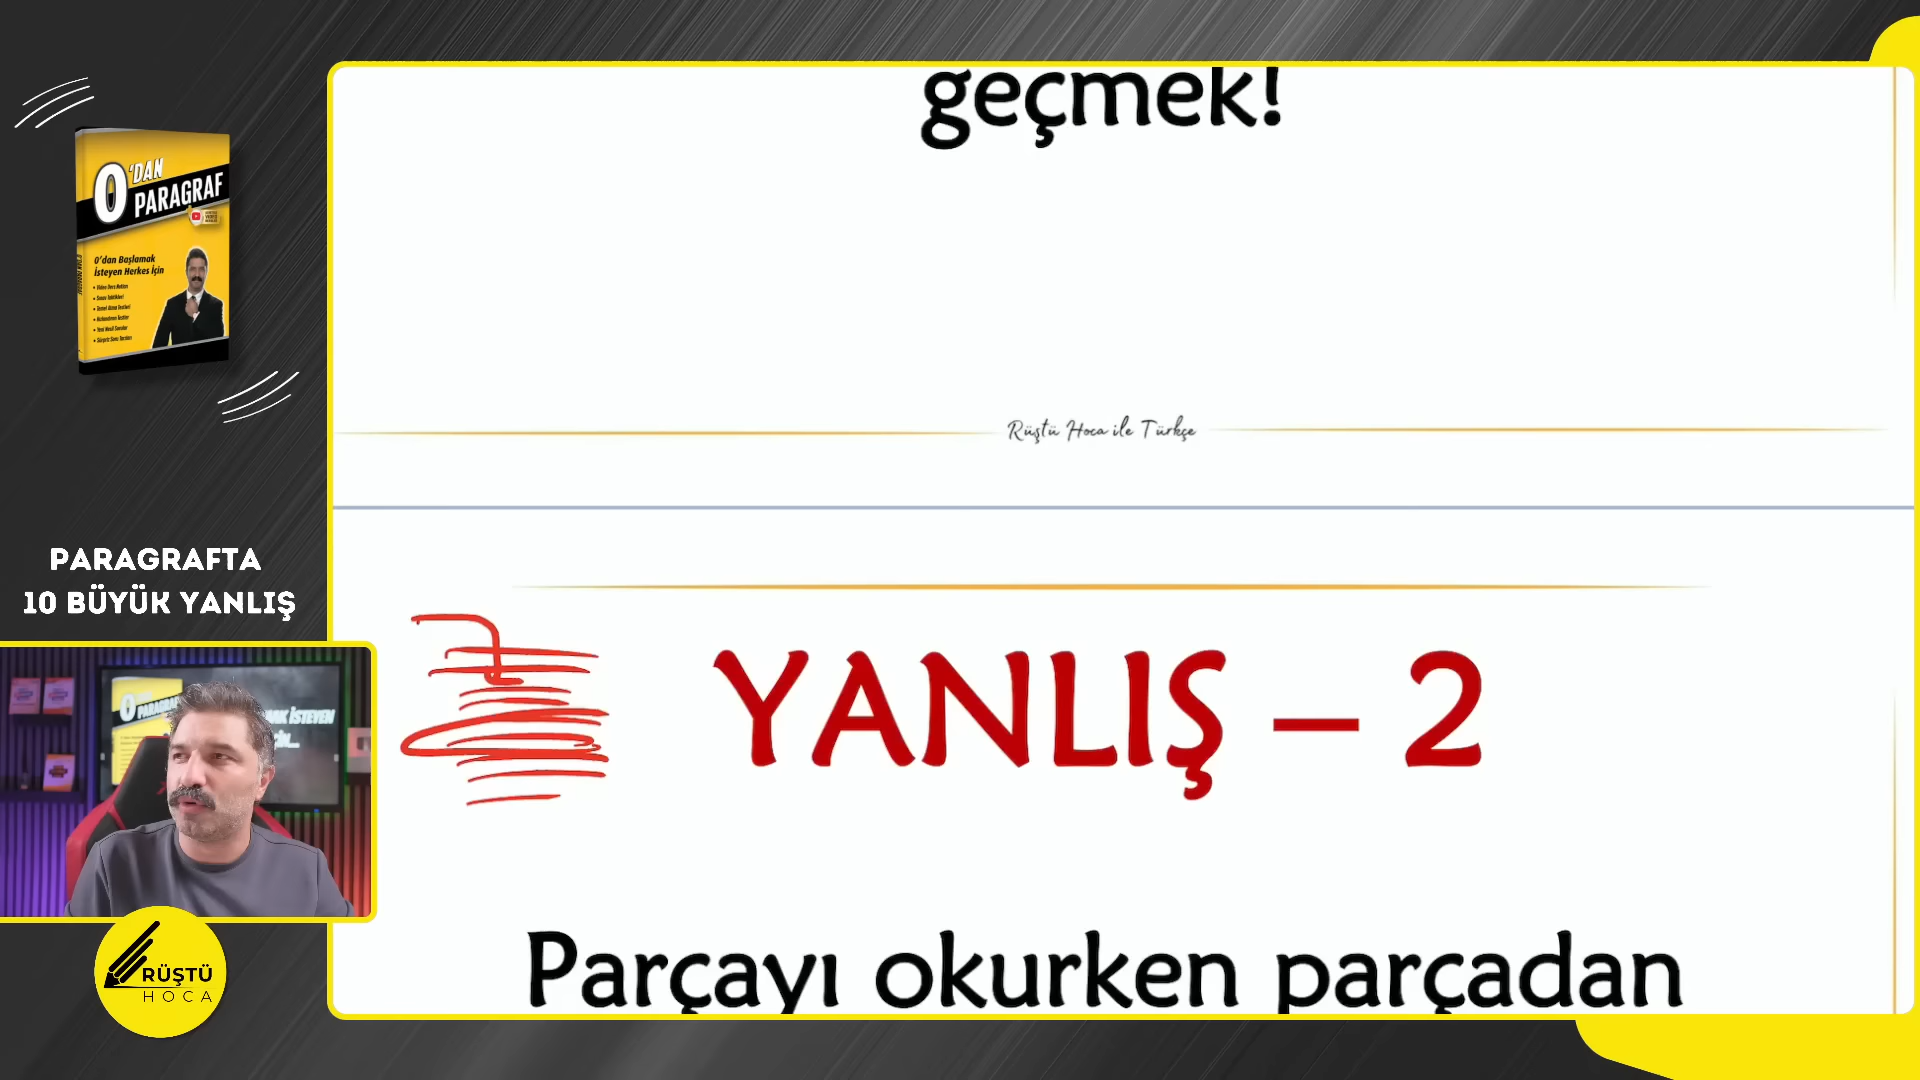 geçmek!
Rüştü Hoca ile Türkçe
YANLIŞ – 2
Parçayı okurken parçadan
0'DAN
PARAGRAF
0'dan Başlamak
İsteyen Herkes İçin
PARAGRAFTA
10 BÜYÜK YANLIŞ
RÜŞTÜ
HOCA